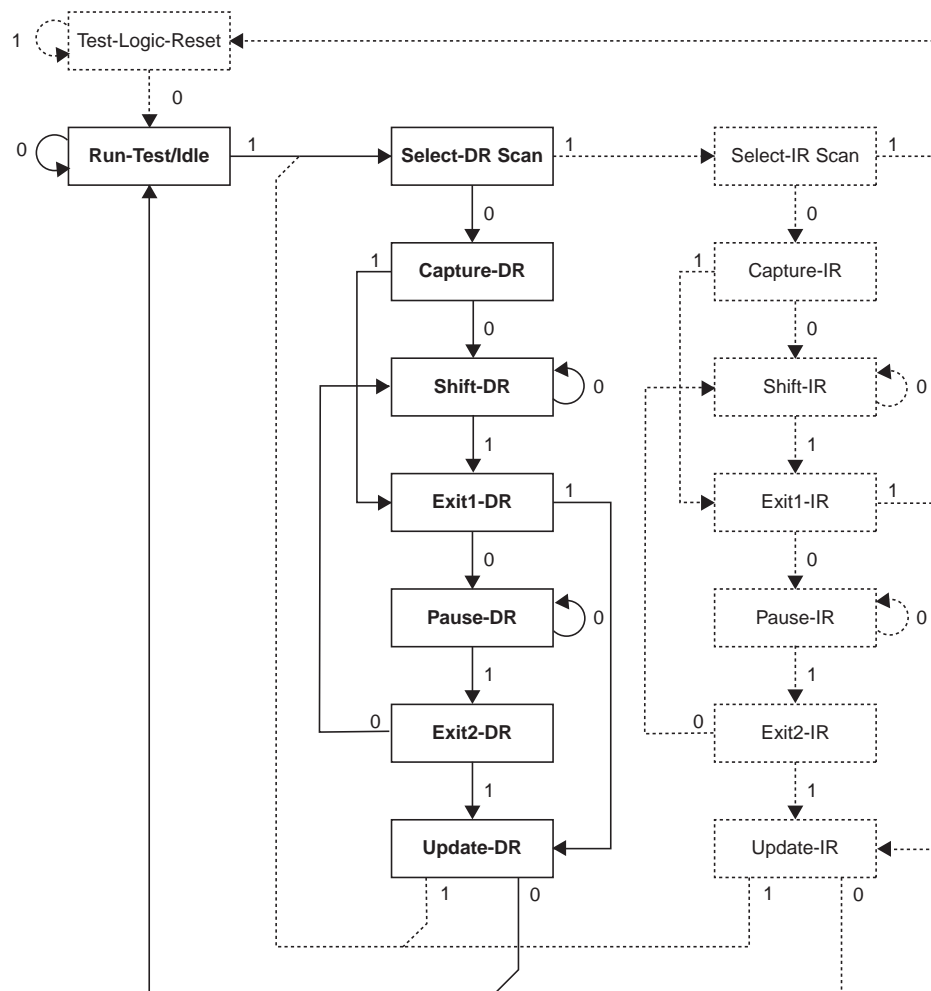 1
Test-Logic-Reset
0
0
Run-Test/Idle
1
Select-DR Scan
1
Select-IR Scan
1
0
0
1
Capture-DR
1
Capture-IR
0
0
Shift-DR
0
Shift-IR
0
1
1
Exit1-DR
1
Exit1-IR
1
0
0
Pause-DR
0
Pause-IR
0
1
1
0
Exit2-DR
0
Exit2-IR
1
1
Update-DR
Update-IR
1
0
1
0